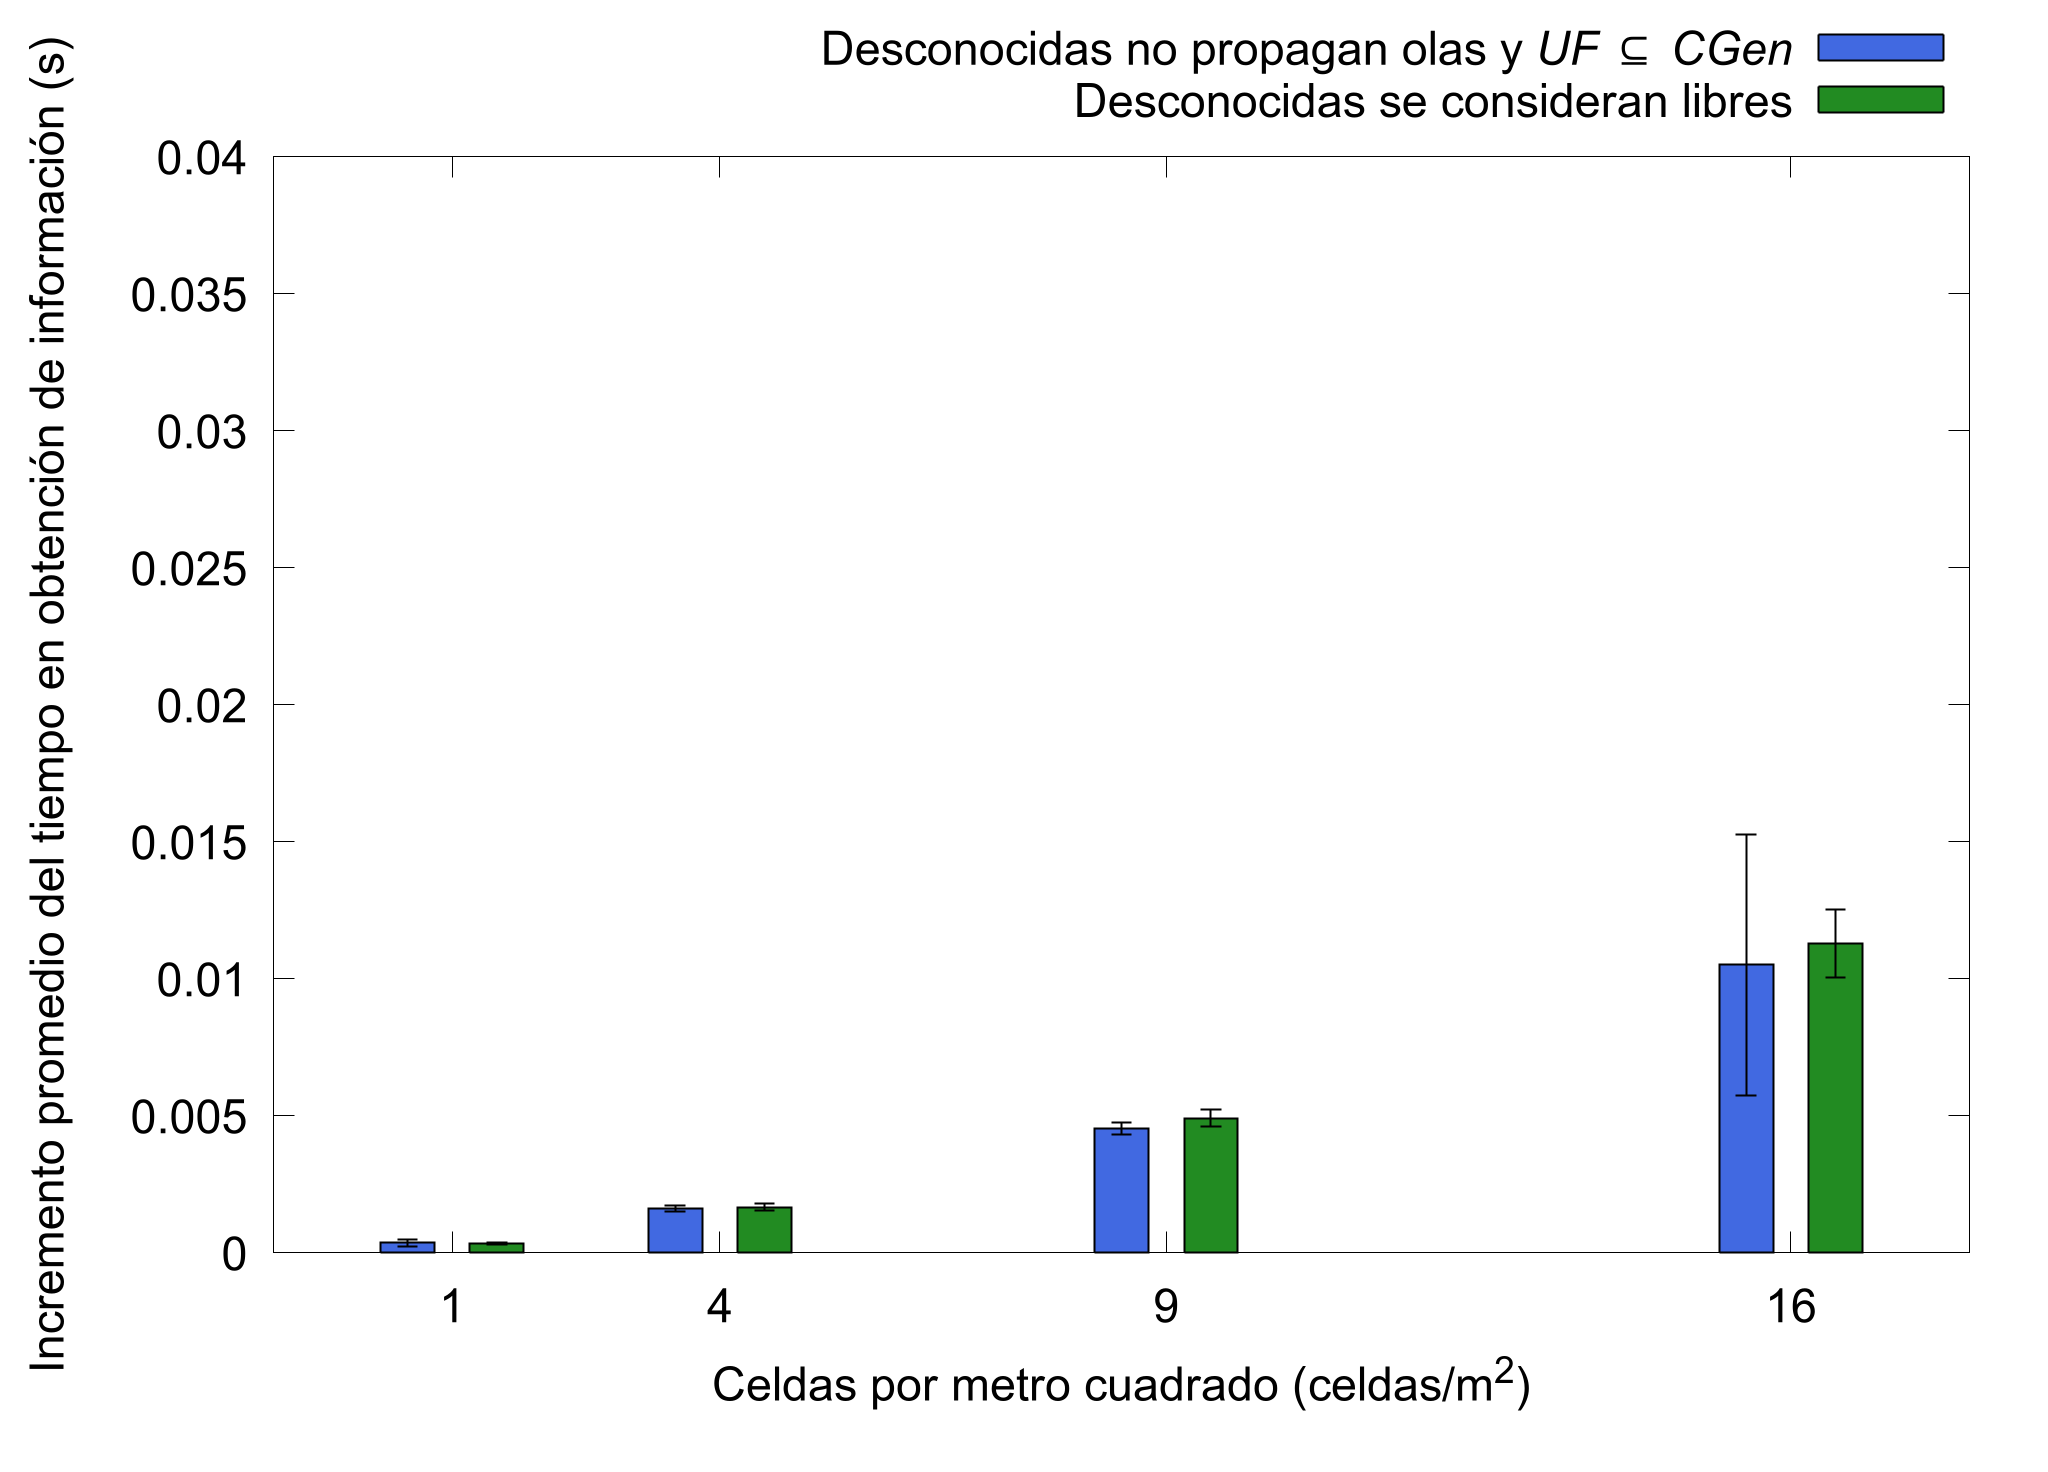 Desconocidas no propagan olas y UF ⊆ CGen
Desconocidas se consideran libres
Incremento promedio del tiempo en obtención de información (s)
0.04
0.035
0.03
0.025
0.02
0.015
0.01
0.005
0
1 4 9 16
Celdas por metro cuadrado (celdas/m²)